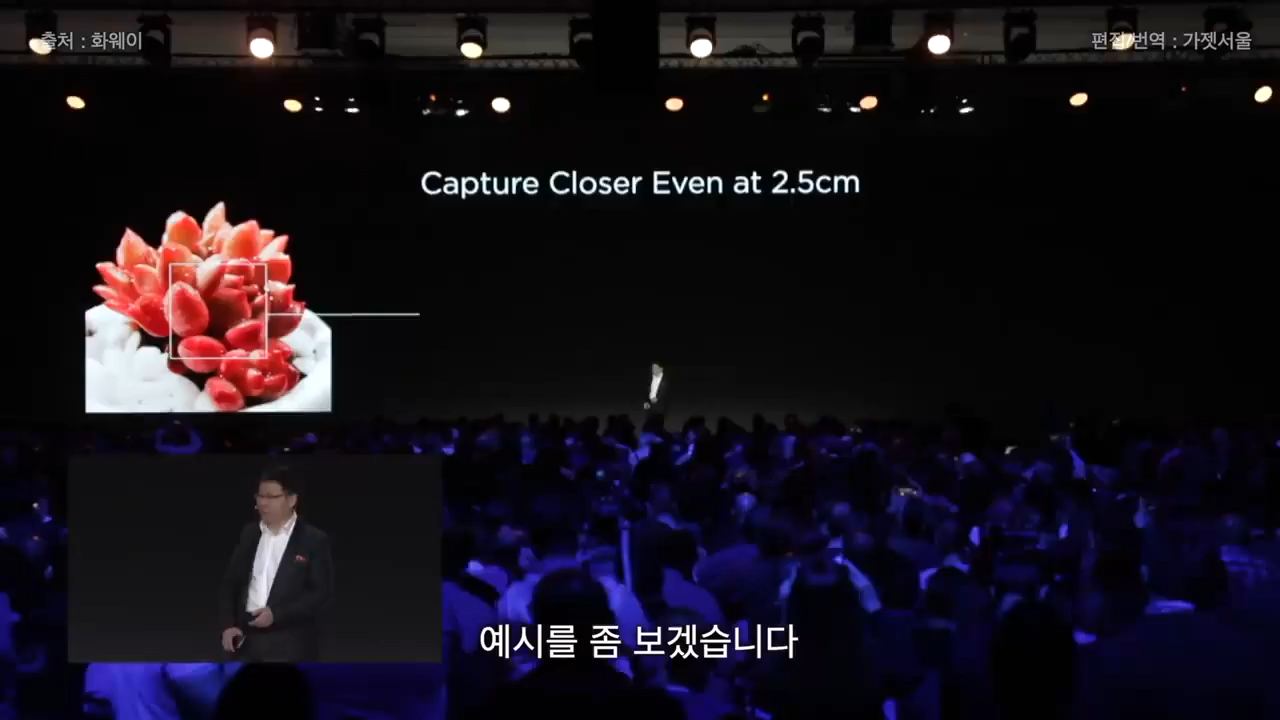 출처 : 화웨이
편집/번역 : 가젯서울
Capture Closer Even at 2.5cm
예시를 좀 보겠습니다